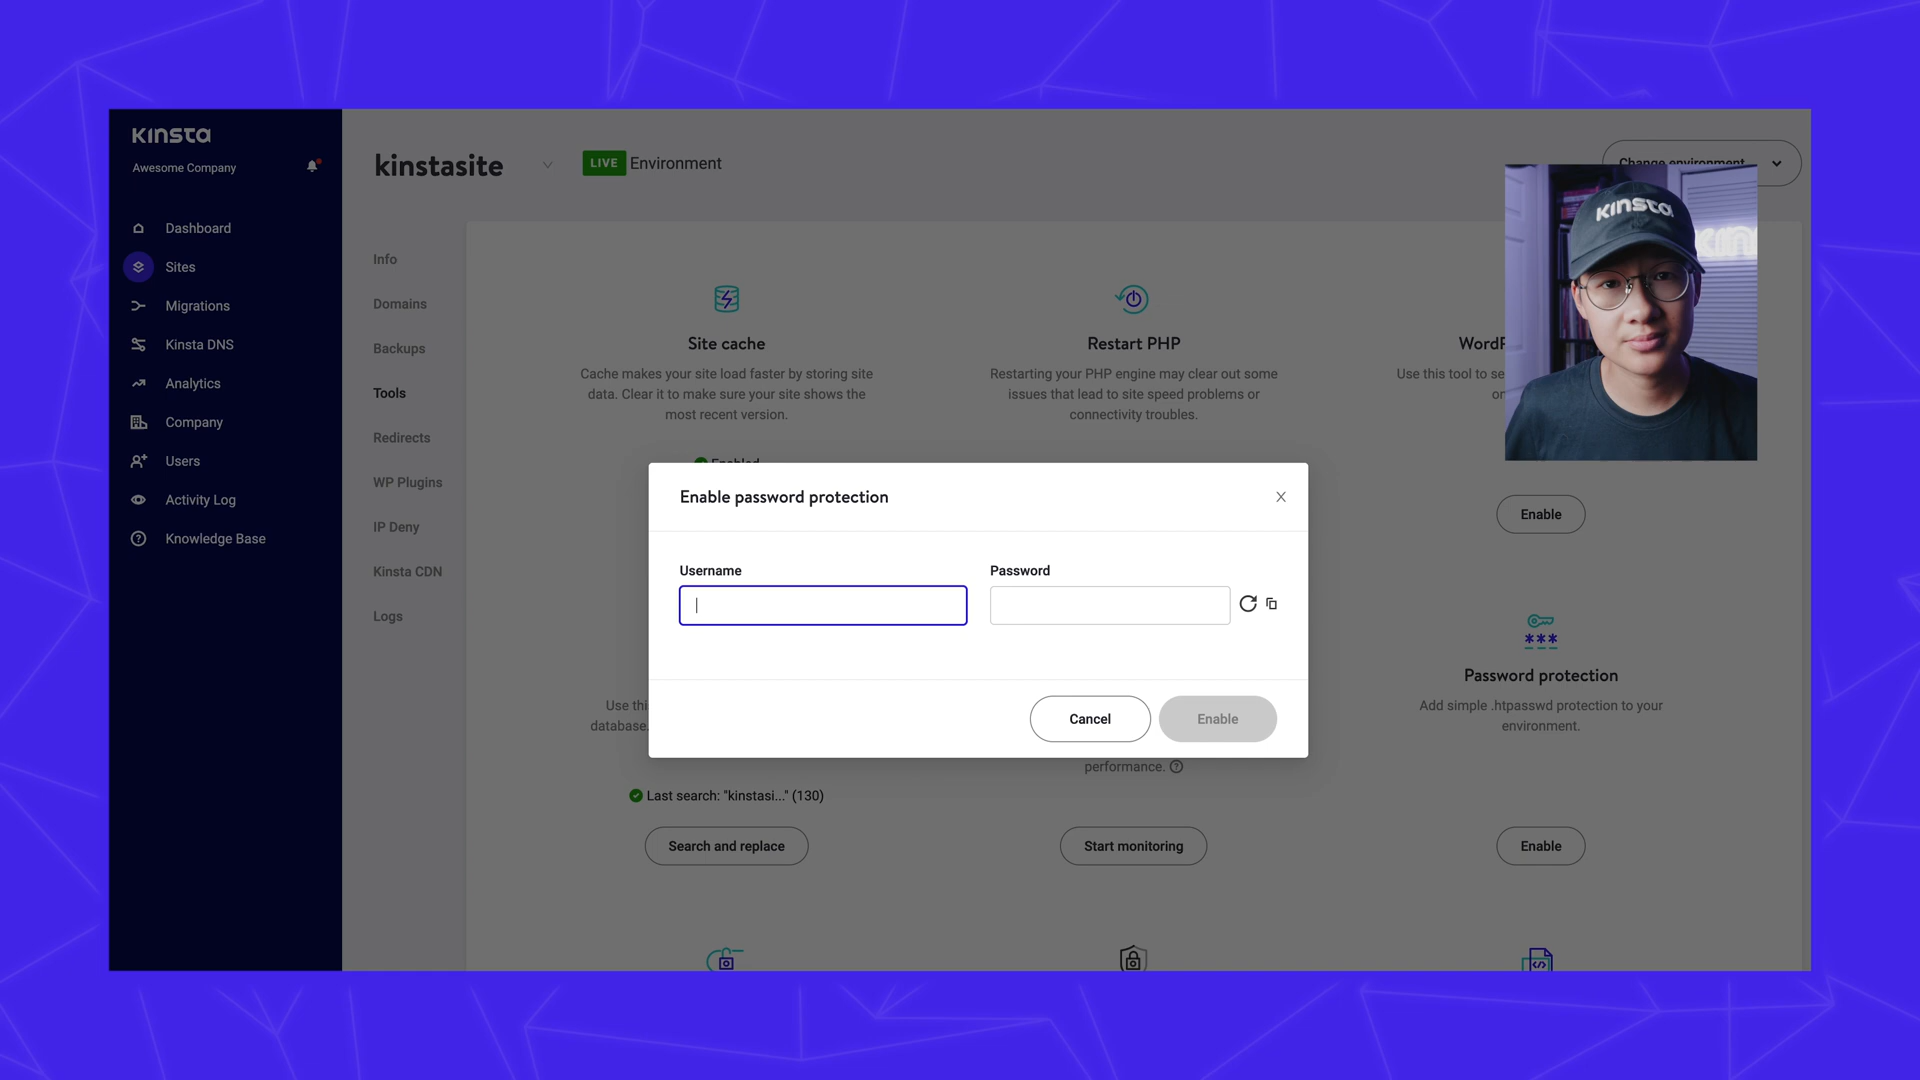 KINSTA
Awesome Company
Dashboard
Sites
Migrations
Kinsta DNS
Analytics
Company
Users
Activity Log
Knowledge Base
kinstasite
LIVE Environment
Change environment
Info
Domains
Backups
Tools
Redirects
WP Plugins
IP Deny
Kinsta CDN
Logs
Site cache
Cache makes your site load faster by storing site
data. Clear it to make sure your site shows the
most recent version.
Enabled
Restart PHP
Restarting your PHP engine may clear out some
issues that lead to site speed problems or
connectivity troubles.
Use this tool to
KINSTA
Enable
Enable password protection
Username
Password
Cancel
Enable
Use
database.
Last search: "kinstasi..." (130)
Search and replace
performance.
Start monitoring
***
Password protection
Add simple .htpasswd protection to your
environment.
Enable